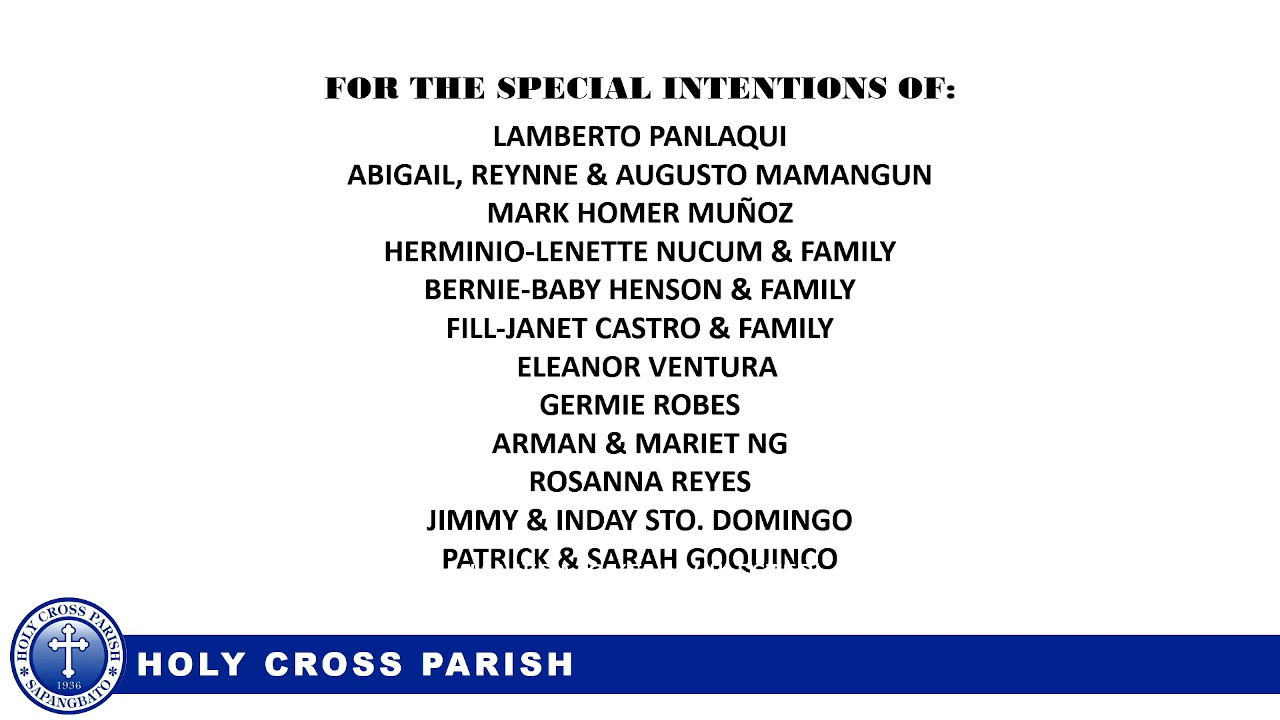 FOR THE SPECIAL INTENTIONS OF:
LAMBERTO PANLAQUI
ABIGAIL, REYNNE & AUGUSTO MAMANGUN
MARK HOMER MUÑOZ
HERMINIO-LENETTE NUCUM & FAMILY
BERNIE-BABY HENSON & FAMILY
FILL-JANET CASTRO & FAMILY
ELEANOR VENTURA
GERMIE ROBES
ARMAN & MARIET NG
ROSANNA REYES
JIMMY & INDAY STO. DOMINGO
PATRICK & SARAH GOQUINCO
HOLY CROSS PARISH
1936
SAPANGBATO
HOLY CROSS PARISH